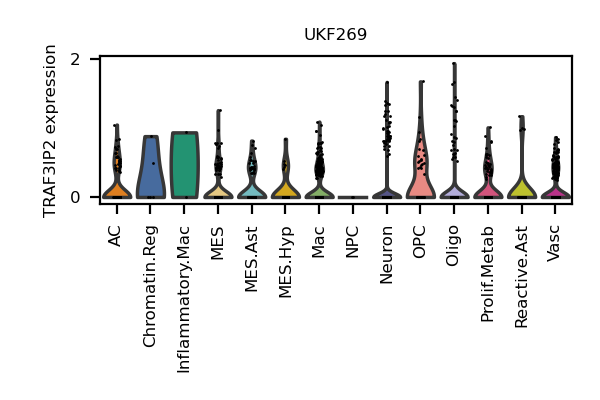 UKF269
TRAF3IP2 expression
2
0
AC
Chromatin.Reg
Inflammatory.Mac
MES
MES.Ast
MES.Hyp
Mac
NPC
Neuron
OPC
Oligo
Prolif.Metab
Reactive.Ast
Vasc